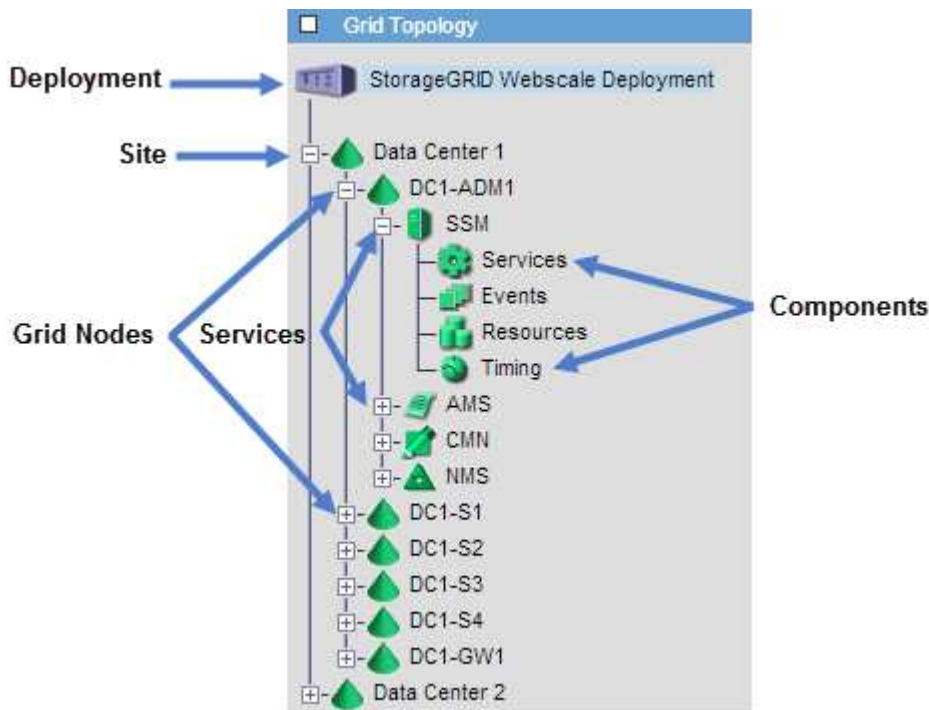 Grid Topology
Deployment
StorageGRID Webscale Deployment
Site
Data Center 1
DC1-ADM1
SSM
Services
Events
Components
Grid Nodes
Services
Resources
Timing
AMS
CMN
NMS
DC1-S1
DC1-S2
DC1-S3
DC1-S4
DC1-GW1
Data Center 2